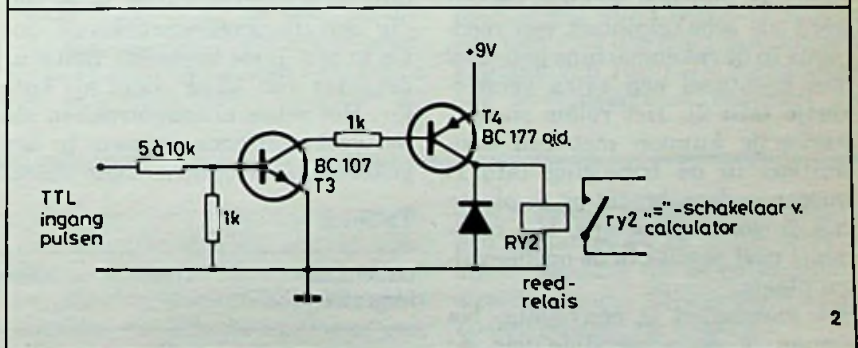 +9V
1k
T4
BC 177 o.i.d.
5 à 10k
BC 107
T3
TTL
ingang
pulsen
1k
RY2
ry2 "="-schakelaar v.
calculator
reed-
relais
2